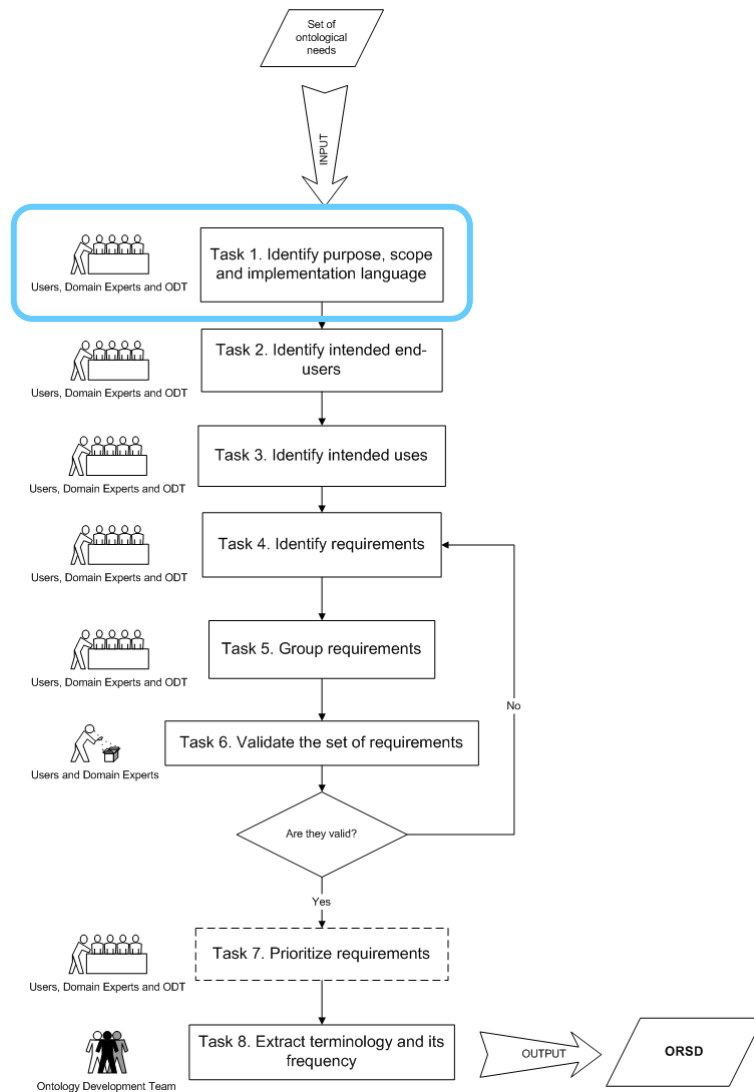 Set of
ontological
needs
INPUT
Task 1. Identify purpose, scope
and implementation language
Users, Domain Experts and ODT
Task 2. Identify intended end-
users
Users, Domain Experts and ODT
Task 3. Identify intended uses
Users, Domain Experts and ODT
Task 4. Identify requirements
Users, Domain Experts and ODT
Task 5. Group requirements
Users, Domain Experts and ODT
No
Task 6. Validate the set of requirements
Users and Domain Experts
Are they valid?
Yes
Task 7. Prioritize requirements
Users, Domain Experts and ODT
Task 8. Extract terminology and its
frequency
Ontology Development Team
OUTPUT
ORSD